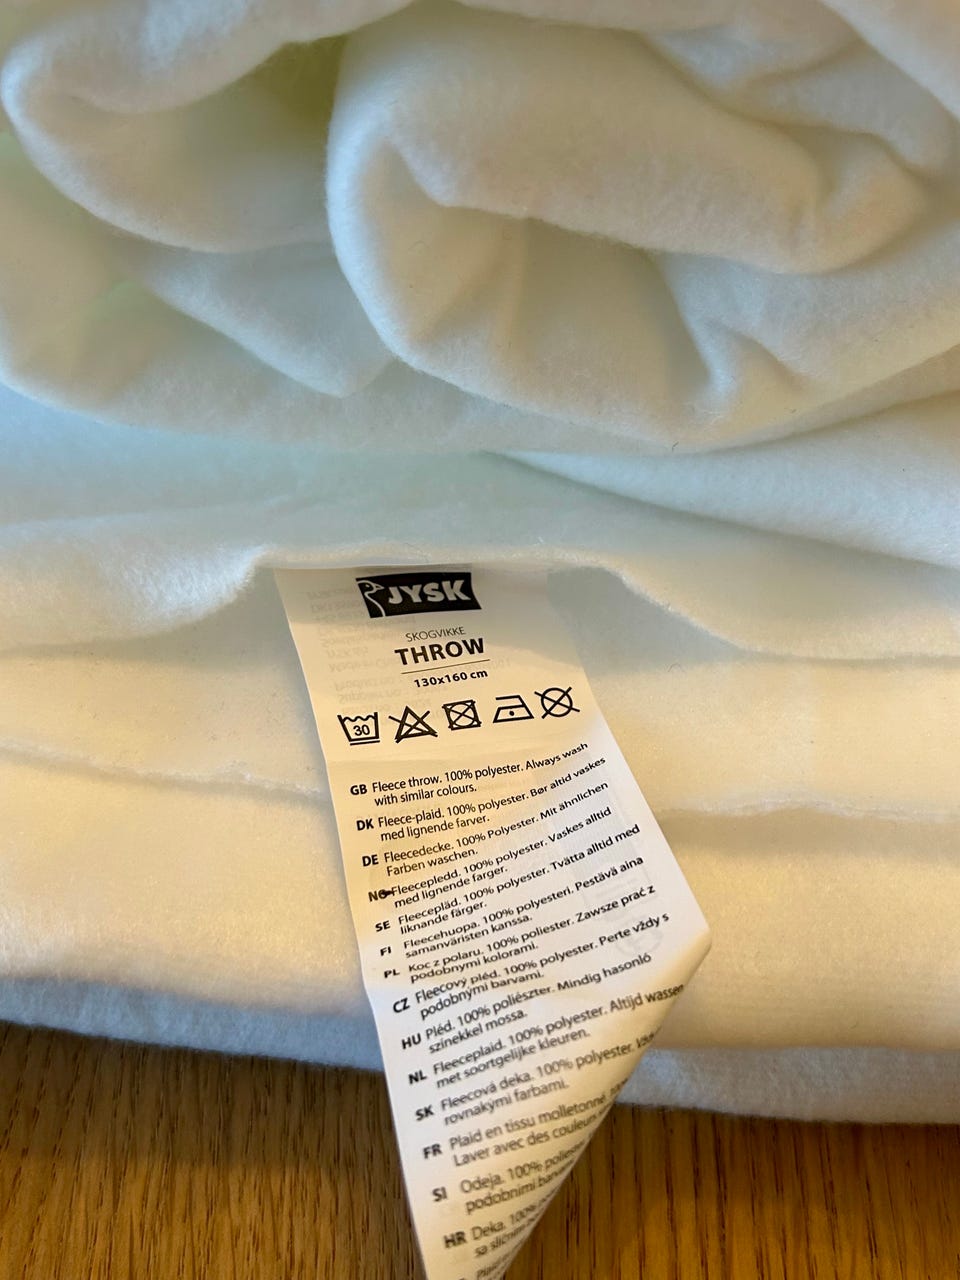 JYSK
SKOGVIKKE
THROW
130x160 cm
30
GB Fleece throw. 100% polyester. Always wash
with similar colours.
DK Fleece-plaid. 100% polyester. Bør altid vaskes
med lignende farver.
DE Fleecedecke. 100% Polyester. Mit ähnlichen
Farben waschen.
NO Fleecepledd. 100% polyester. Vaskes alltid
med lignende farger.
SE Fleecepläd. 100% polyester. Tvätta alltid med
liknande färger.
FI Fleecehuopa. 100% polyesteri. Pestävä aina
samanväristen kanssa.
PL Koc z polaru. 100% poliester. Zawsze prać z
podobnymi kolorami.
CZ Fleecový pléd. 100% polyester. Perte vždy s
podobnými barvami.
HU Pléd. 100% poliészter. Mindig hasonló
színekkel mossa.
NL Fleeceplaid. 100% polyester. Altijd wassen
met soortgelijke kleuren.
SK Fleecová deka. 100% polyester.
rovnakými farbami.
FR Plaid en tissu molletonné.
Laver avec des couleurs
SI Odeja. 100%
podobnimi
HR Deka. 100%
sa